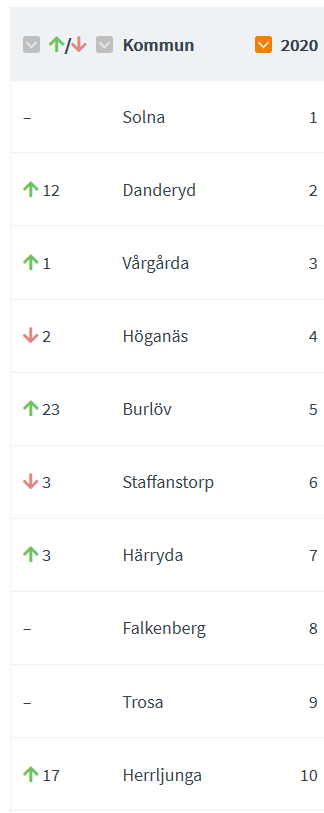 ↑/↓ Kommun 2020
– Solna 1
↑ 12 Danderyd 2
↑ 1 Vårgårda 3
↓ 2 Höganäs 4
↑ 23 Burlöv 5
↓ 3 Staffanstorp 6
↑ 3 Härryda 7
– Falkenberg 8
– Trosa 9
↑ 17 Herrljunga 10